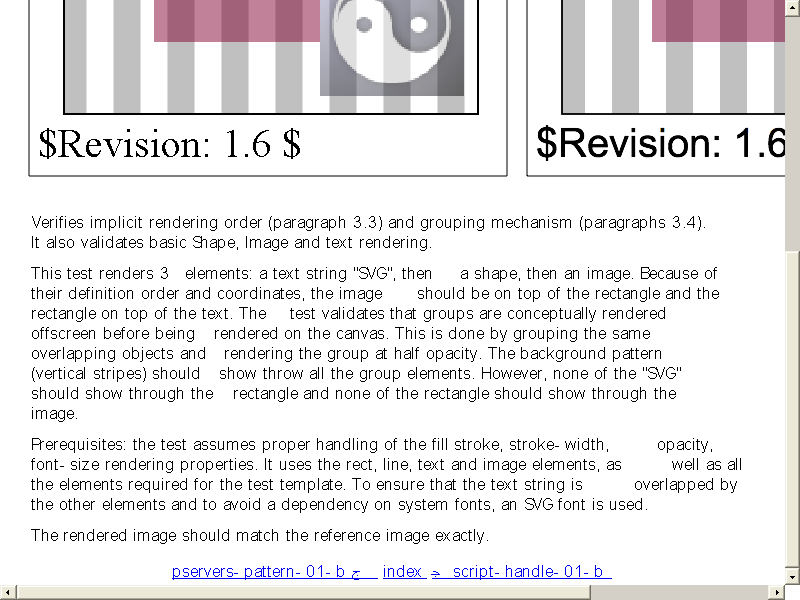 $Revision: 1.6 $
$Revision: 1.6
Verifies implicit rendering order (paragraph 3.3) and grouping mechanism (paragraphs 3.4).
It also validates basic Shape, Image and text rendering.
This test renders 3 elements: a text string "SVG", then a shape, then an image. Because of
their definition order and coordinates, the image should be on top of the rectangle and the
rectangle on top of the text. The test validates that groups are conceptually rendered
offscreen before being rendered on the canvas. This is done by grouping the same
overlapping objects and rendering the group at half opacity. The background pattern
(vertical stripes) should show throw all the group elements. However, none of the "SVG"
should show through the rectangle and none of the rectangle should show through the
image.
Prerequisites: the test assumes proper handling of the fill stroke, stroke- width, opacity,
font- size rendering properties. It uses the rect, line, text and image elements, as well as all
the elements required for the test template. To ensure that the text string is overlapped by
the other elements and to avoid a dependency on system fonts, an SVG font is used.
The rendered image should match the reference image exactly.
pservers- pattern- 01- b index script- handle- 01- b